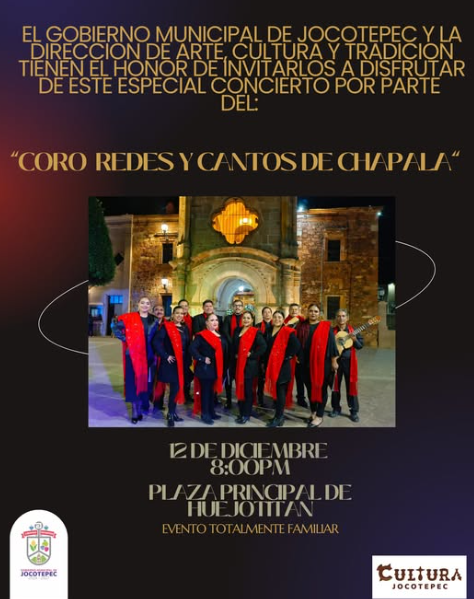 EL GOBIERNO MUNICIPAL DE JOCOTEPEC Y LA
DIRECCION DE ARTE, CULTURA Y TRADICION
TIENEN EL HONOR DE INVITARLOS A DISFRUTAR
DE ESTE ESPECIAL CONCIERTO POR PARTE
DEL:
"CORO REDES Y CANTOS DE CHAPALA"
12 DE DICIEMBRE
8:00PM
PLAZA PRINCIPAL DE
HUEJOTITAN
EVENTO TOTALMENTE FAMILIAR
JOCOTEPEC
CULTURA
JOCOTEPEC